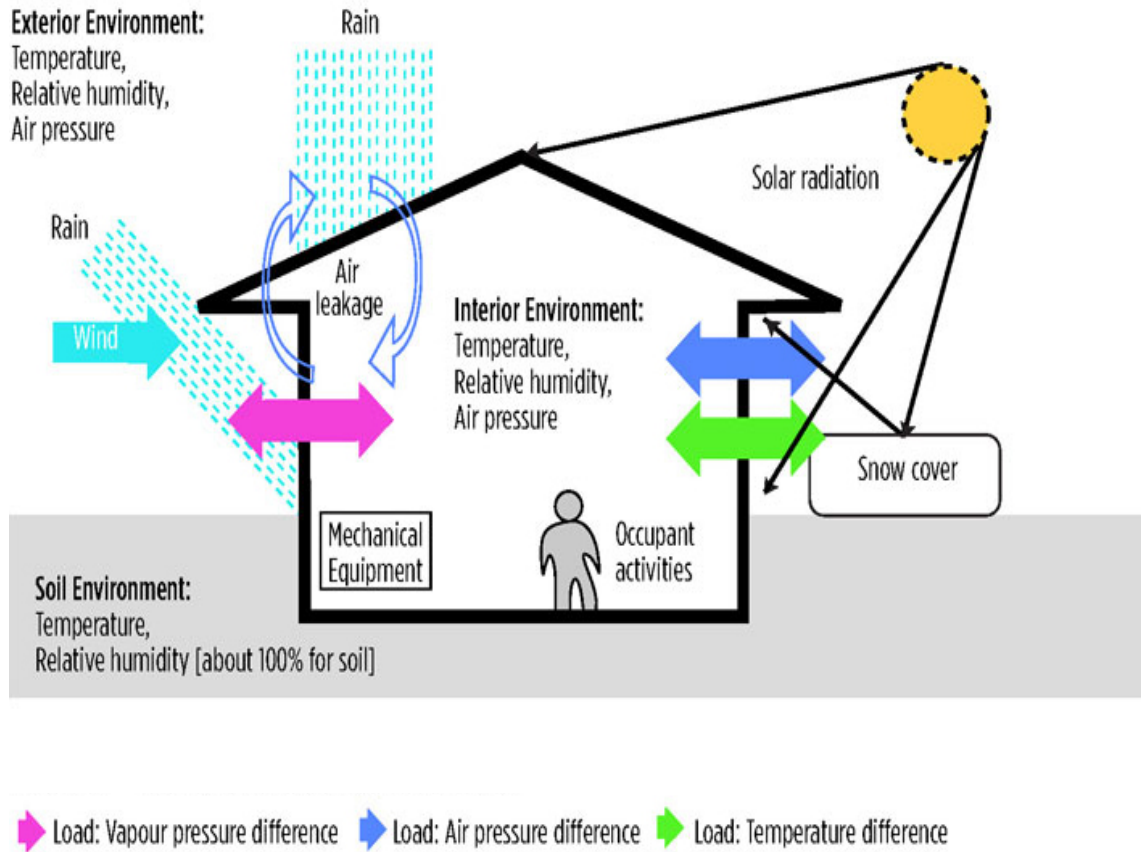 Exterior Environment:
Temperature,
Relative humidity,
Air pressure
Rain
Solar radiation
Rain
Wind
Air
leakage
Interior Environment:
Temperature,
Relative humidity,
Air pressure
Snow cover
Mechanical
Equipment
Occupant
activities
Soil Environment:
Temperature,
Relative humidity [about 100% for soil]
Load: Vapour pressure difference
Load: Air pressure difference
Load: Temperature difference